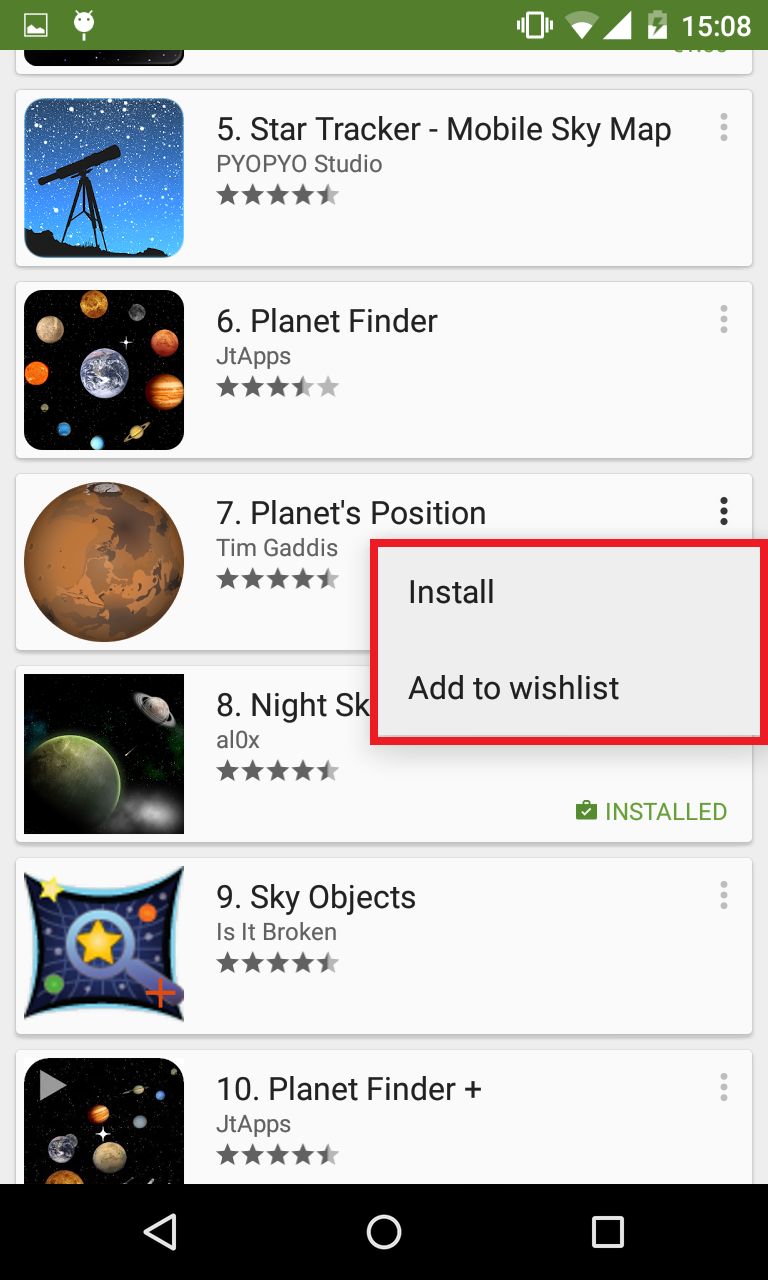 15:08
5. Star Tracker - Mobile Sky Map
PYOPYO Studio
6. Planet Finder
JtApps
7. Planet's Position
Tim Gaddis
Install
Add to wishlist
8. Night Sk
al0x
INSTALLED
9. Sky Objects
Is It Broken
10. Planet Finder +
JtApps